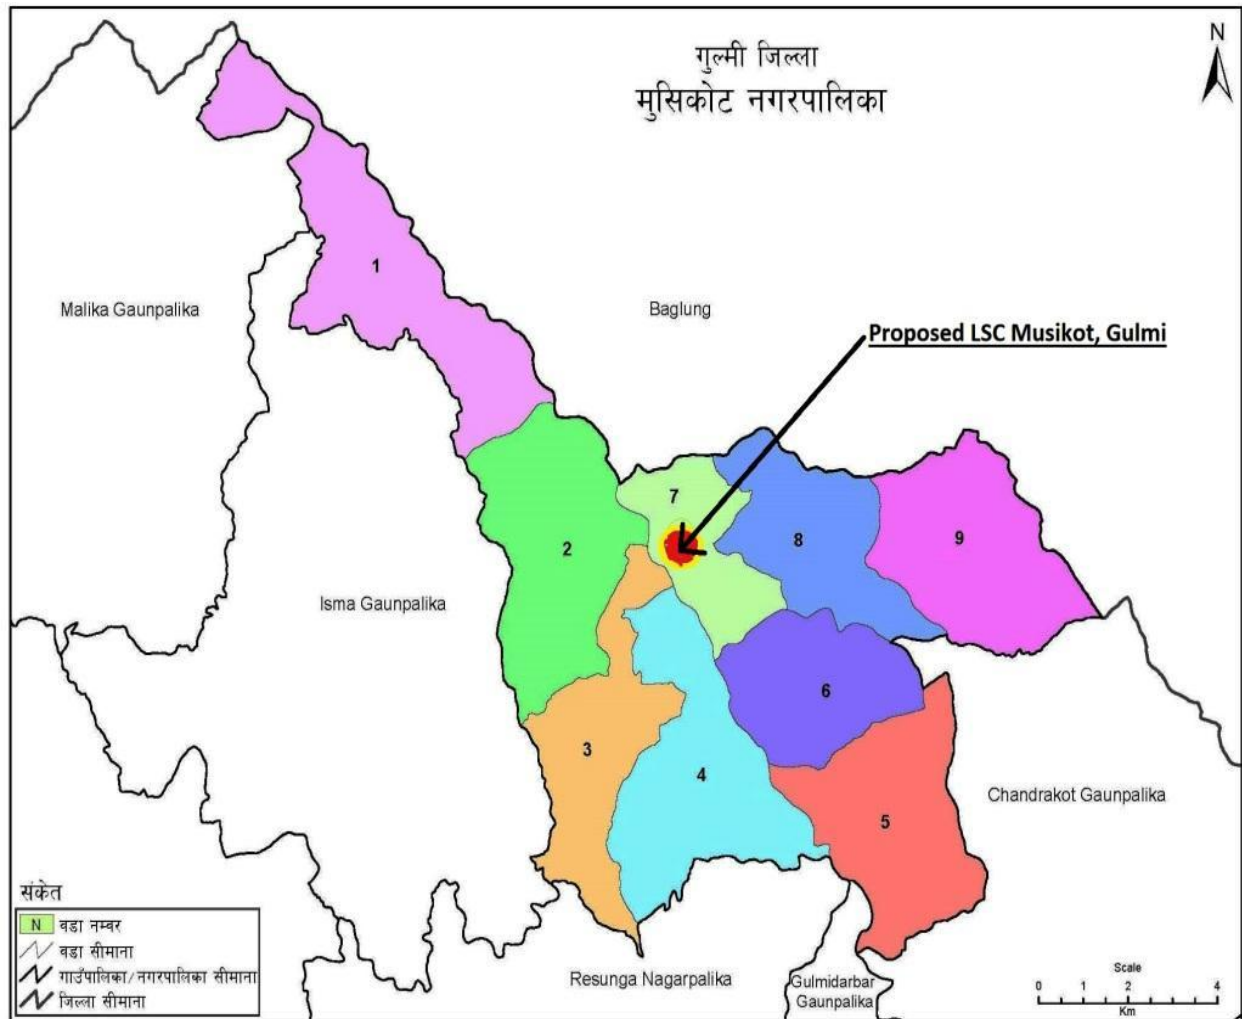 गुल्मी जिल्ला
मुसिकोट नगरपालिका
N
1
Malika Gaunpalika
Baglung
Proposed LSC Musikot, Gulmi
7
2
8
9
Isma Gaunpalika
6
3
4
5
Chandrakot Gaunpalika
संकेत
N वडा नम्बर
वडा सीमाना
गाउँपालिका/नगरपालिका सीमाना
जिल्ला सीमाना
Resunga Nagarpalika
Gulmidarbar
Gaunpalika
Scale
0 1 2 4
Km